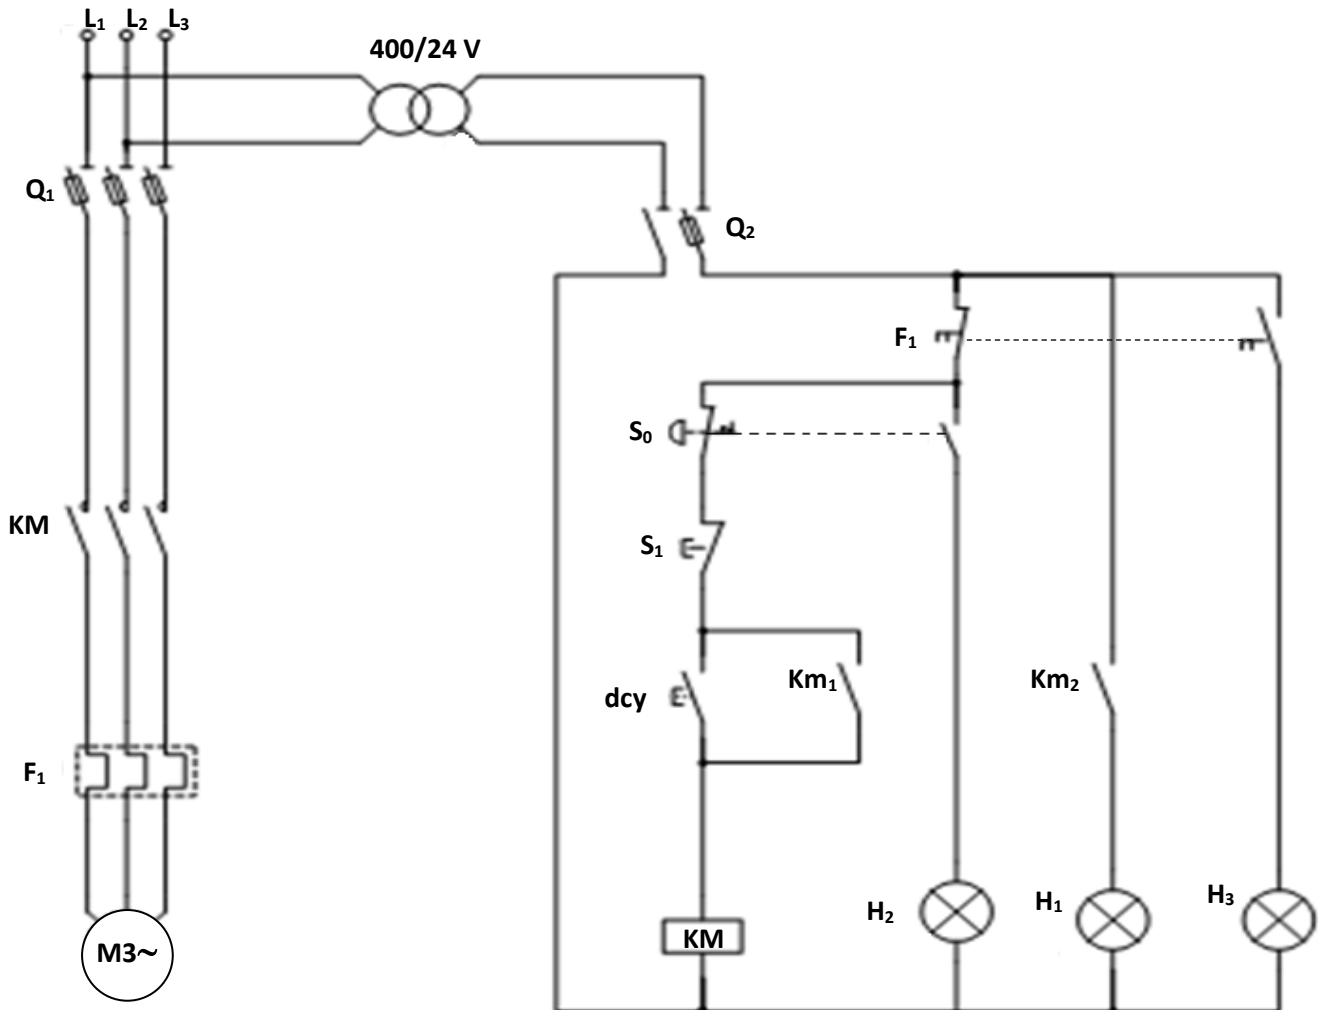 L₁ L₂ L₃
400/24 V
Q₁
Q₂
F₁
S₀
KM
S₁
dcy
Km₁
Km₂
F₁
H₂
H₁
H₃
KM
M3~